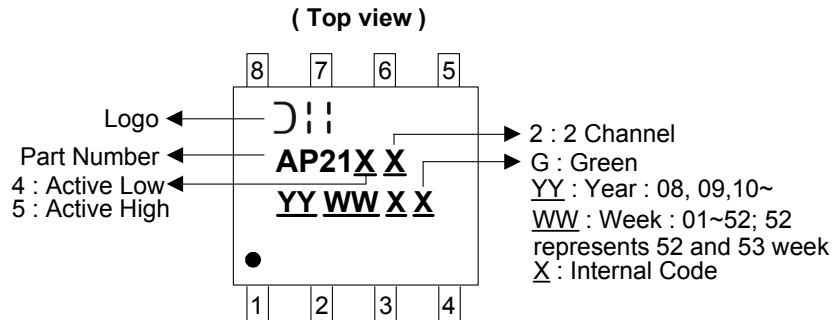 ( Top view )
8 7 6 5
Logo
Part Number
4 : Active Low
5 : Active High
AP21X X
YY WW X X
2 : 2 Channel
G : Green
YY : Year : 08, 09,10~
WW : Week : 01~52; 52
represents 52 and 53 week
X : Internal Code
1 2 3 4